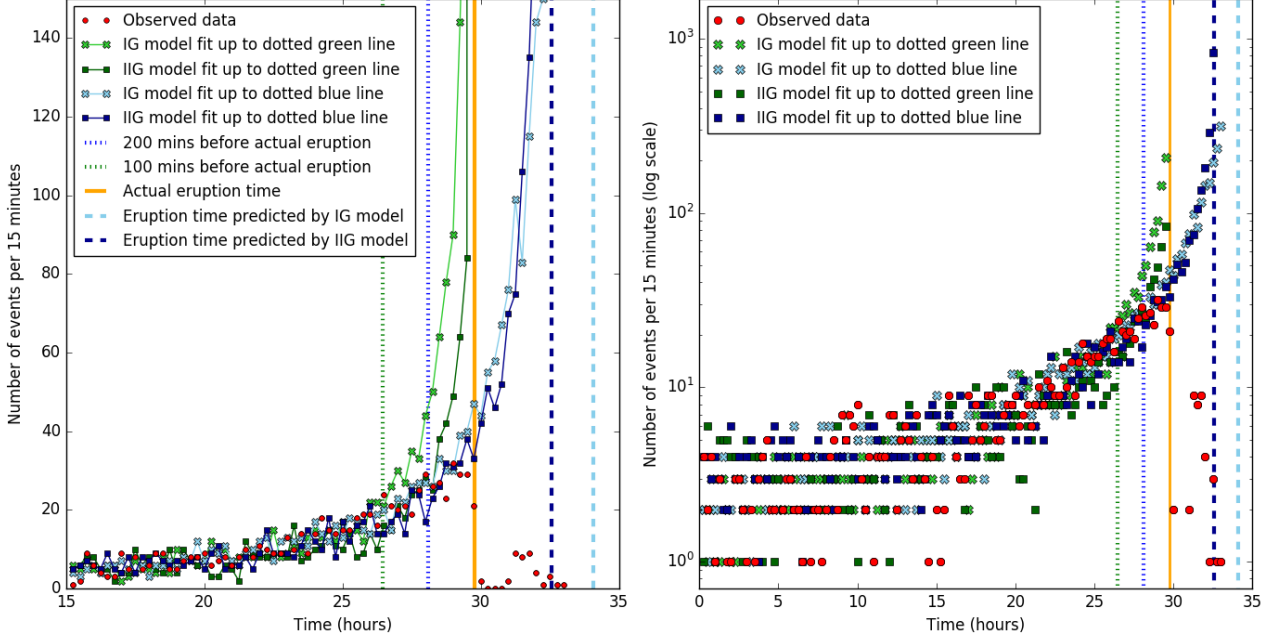 Observed data
IG model fit up to dotted green line
IIG model fit up to dotted green line
IG model fit up to dotted blue line
IIG model fit up to dotted blue line
200 mins before actual eruption
100 mins before actual eruption
Actual eruption time
Eruption time predicted by IG model
Eruption time predicted by IIG model
Number of events per 15 minutes
140
120
100
80
60
40
20
0
15
20
25
30
35
Time (hours)
Observed data
IG model fit up to dotted green line
IG model fit up to dotted blue line
IIG model fit up to dotted green line
IIG model fit up to dotted blue line
Number of events per 15 minutes (log scale)
10³
10²
10¹
10⁰
0
5
10
15
20
25
30
35
Time (hours)